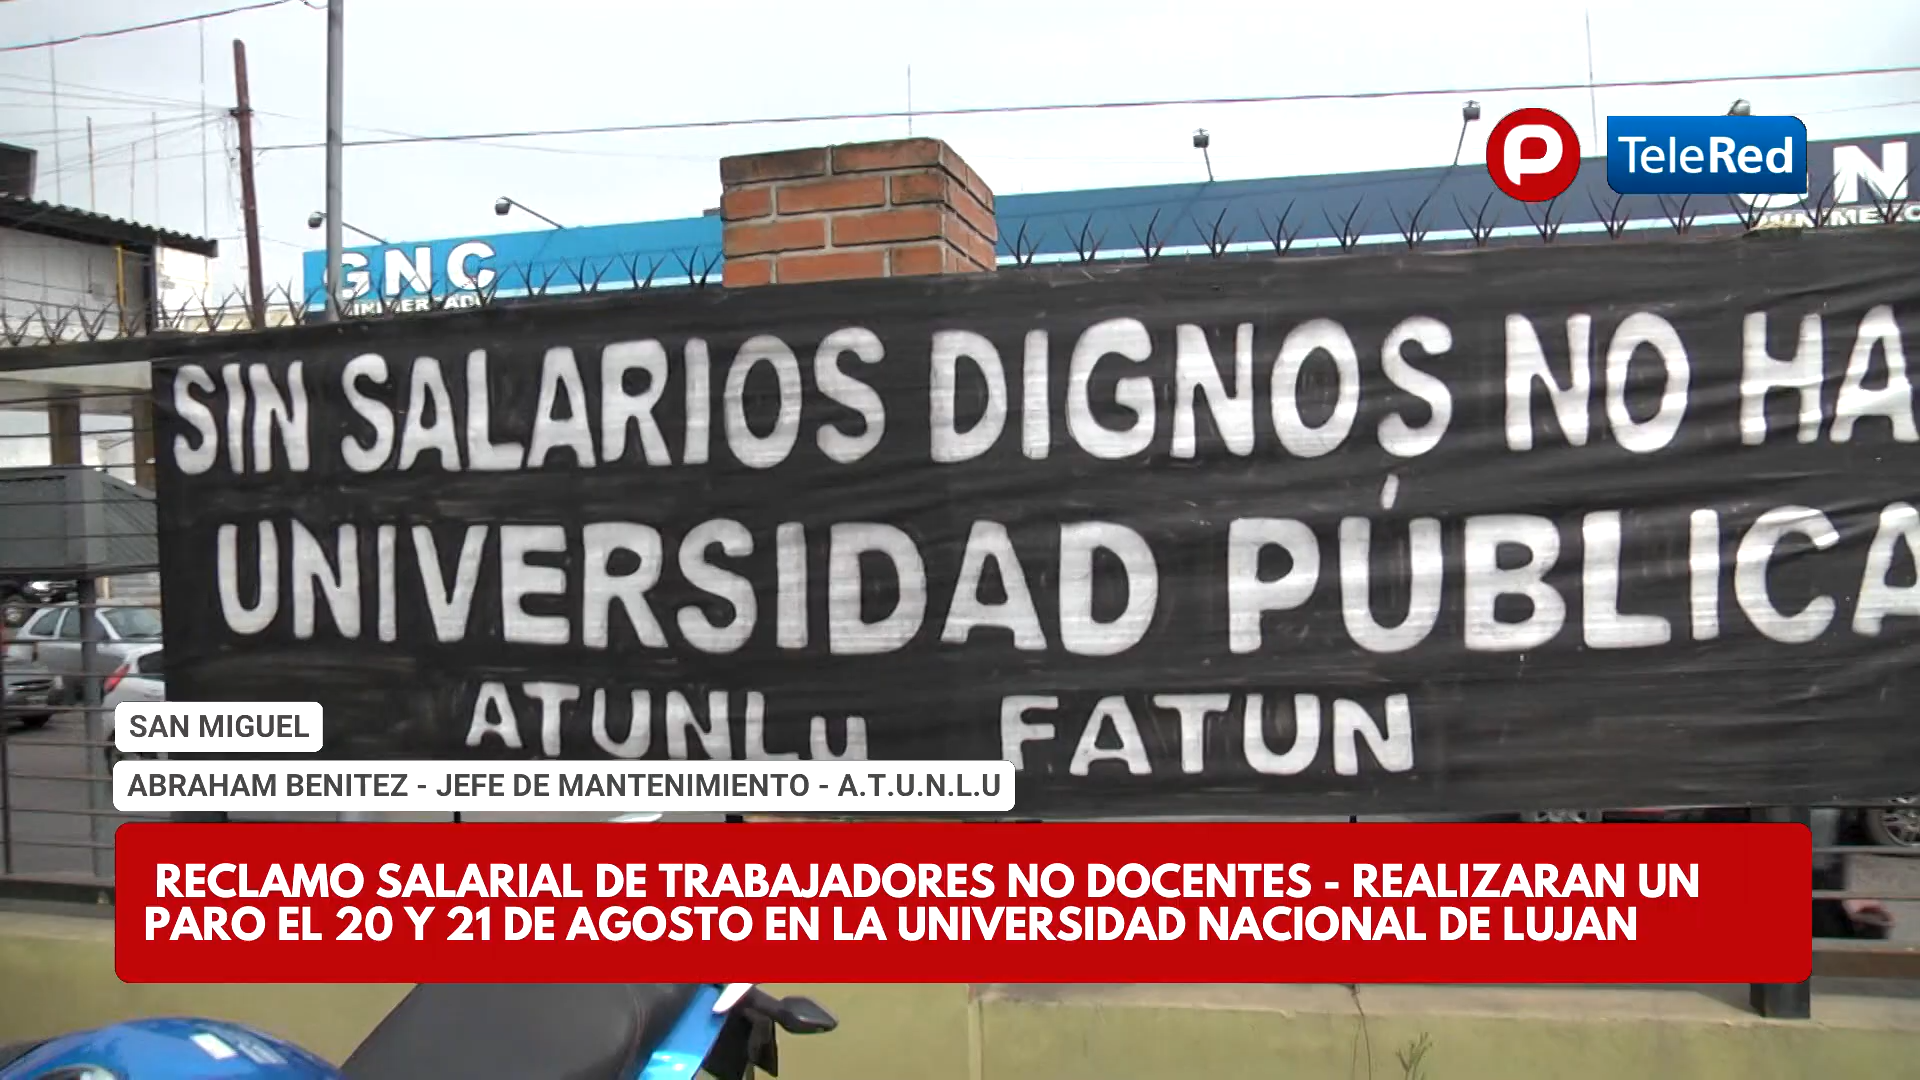 P TeleRed
GNC
SIN SALARIOS DIGNOS NO HA
UNIVERSIDAD PÚBLICA
ATUNLu FATUN
SAN MIGUEL
ABRAHAM BENITEZ - JEFE DE MANTENIMIENTO - A.T.U.N.L.U
RECLAMO SALARIAL DE TRABAJADORES NO DOCENTES - REALIZARAN UN
PARO EL 20 Y 21 DE AGOSTO EN LA UNIVERSIDAD NACIONAL DE LUJAN